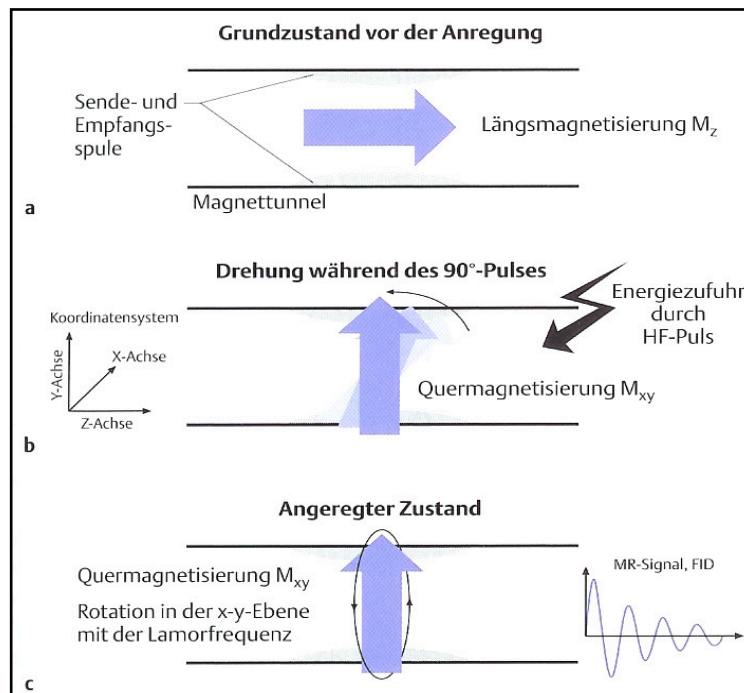 Grundzustand vor der Anregung
Sende- und
Empfangs-
spule
Längsmagnetisierung Mz
Magnettunnel
a
Drehung während des 90°-Pulses
Energiezufuhr
durch
HF-Puls
Koordinatensystem
X-Achse
Y-Achse
Z-Achse
Quermagnetisierung Mxy
b
Angeregter Zustand
Quermagnetisierung Mxy
Rotation in der x-y-Ebene
mit der Lamorfrequenz
MR-Signal, FID
c